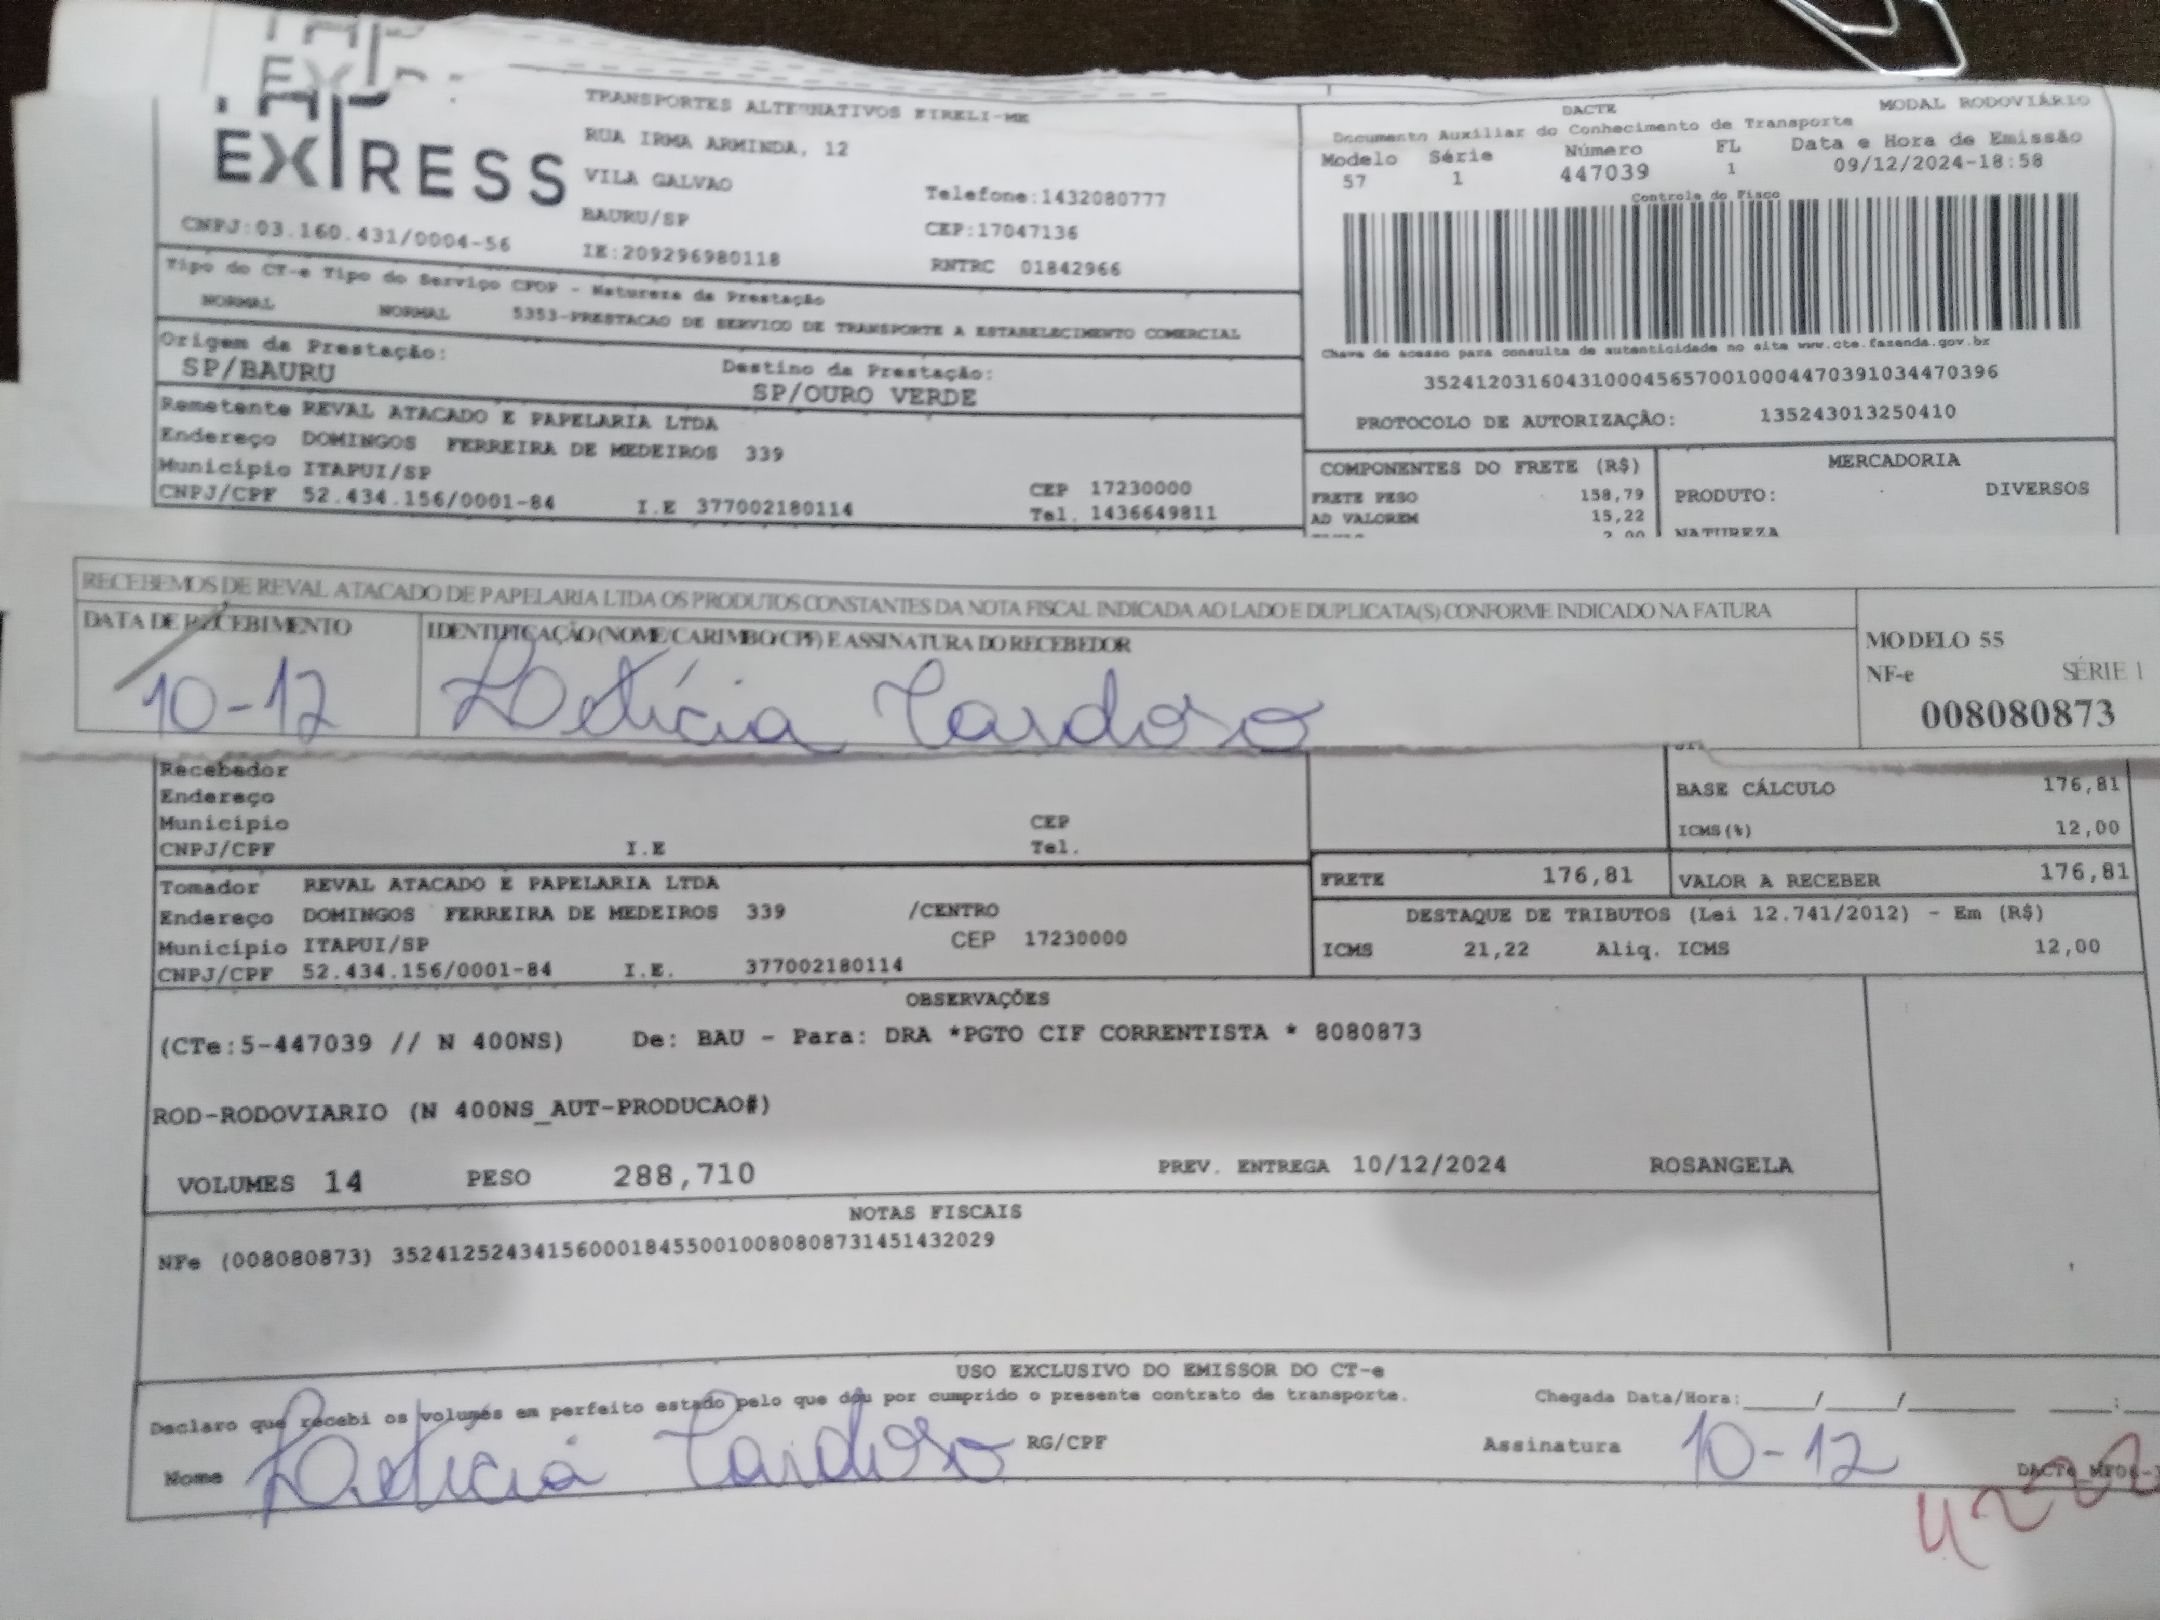 EXPRESS
TRANSPORTES ALTERNATIVOS EIRELI-ME
RUA IRMA ARMINDA, 12
VILA GALVAO
BAURU/SP
Telefone:1432080777
CEP:17047136
CNPJ:03.160.431/0004-56
IE:209296980118
RNTRC 01842966
DACTE
MODAL RODOVIÁRIO
Documento Auxiliar do Conhecimento de Transporte
Modelo Série Número FL Data e Hora de Emissão
57 1 447039 1 09/12/2024-18:58
Controle do Fisco
Chave de acesso para consulta de autenticidade no site www.cte.fazenda.gov.br
35241203160431000456570010004470391034470396
PROTOCOLO DE AUTORIZAÇÃO: 135243013250410
Tipo do CT-e Tipo do Serviço CFOP - Natureza da Prestação
NORMAL NORMAL 5353-PRESTACAO DE SERVICO DE TRANSPORTE A ESTABELECIMENTO COMERCIAL
Origem da Prestação: Destino da Prestação:
SP/BAURU SP/OURO VERDE
Remetente REVAL ATACADO E PAPELARIA LTDA
Endereço DOMINGOS FERREIRA DE MEDEIROS 339
Município ITAPUI/SP CEP 17230000
CNPJ/CPF 52.434.156/0001-84 I.E 377002180114 Tel. 1436649811
COMPONENTES DO FRETE (R$)
FRETE PESO 158,79
AD VALOREM 15,22
MERCADORIA
PRODUTO: DIVERSOS
NATUREZA
RECEBEMOS DE REVAL ATACADO DE PAPELARIA LTDA OS PRODUTOS CONSTANTES DA NOTA FISCAL INDICADA AO LADO E DUPLICATA(S) CONFORME INDICADO NA FATURA
DATA DE RECEBIMENTO IDENTIFICAÇÃO (NOME/CARIMBO/CPF) E ASSINATURA DO RECEBEDOR
10-12 Letícia Cardoso
MODELO 55
NF-e SÉRIE 1
008080873
Recebedor
Endereço
Município CEP
CNPJ/CPF I.E Tel.
BASE CÁLCULO 176,81
ICMS(%) 12,00
FRETE 176,81 VALOR A RECEBER 176,81
Tomador REVAL ATACADO E PAPELARIA LTDA
Endereço DOMINGOS FERREIRA DE MEDEIROS 339 /CENTRO
Município ITAPUI/SP CEP 17230000
CNPJ/CPF 52.434.156/0001-84 I.E. 377002180114
DESTAQUE DE TRIBUTOS (Lei 12.741/2012) - Em (R$)
ICMS 21,22 Aliq. ICMS 12,00
OBSERVAÇÕES
(CTe:5-447039 // N 400NS) De: BAU - Para: DRA *PGTO CIF CORRENTISTA * 8080873
ROD-RODOVIARIO (N 400NS_AUT-PRODUCAO#)
VOLUMES 14 PESO 288,710 PREV. ENTREGA 10/12/2024 ROSANGELA
NOTAS FISCAIS
NFe (008080873) 35241252434156000184550010080808731451432029
USO EXCLUSIVO DO EMISSOR DO CT-e
Declaro que recebi os volumes em perfeito estado pelo que dou por cumprido o presente contrato de transporte. Chegada Data/Hora:____/____/______ ___:__
Nome Letícia Cardoso RG/CPF Assinatura 10-12